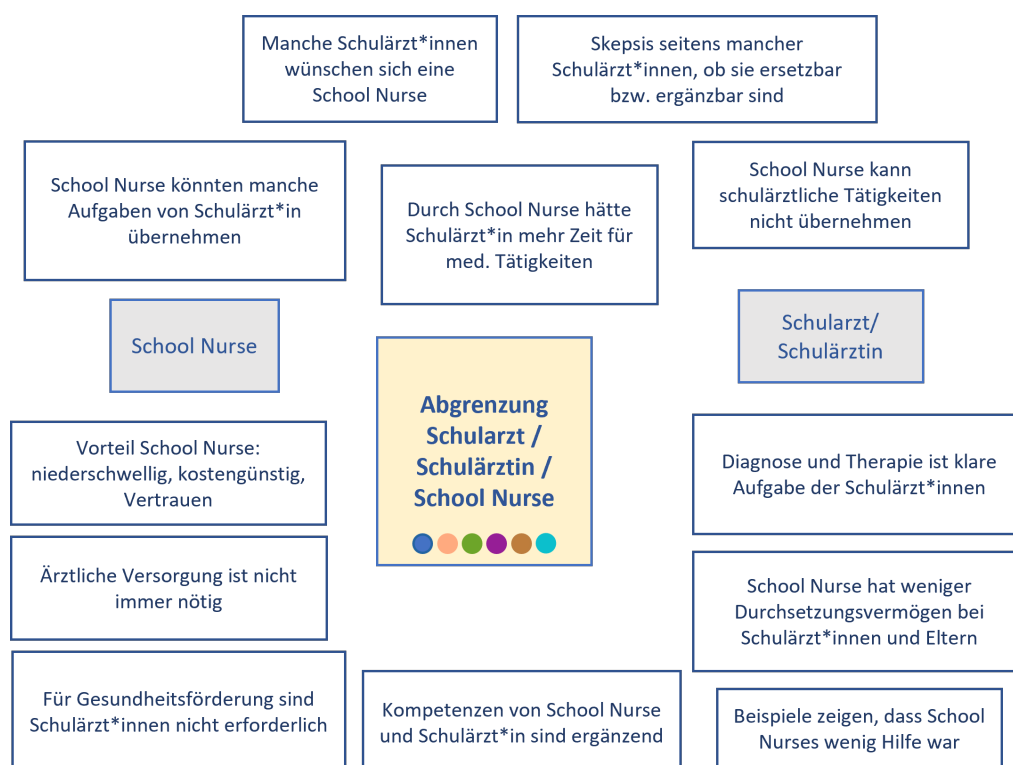 Manche Schulärzt*innen
wünschen sich eine
School Nurse
Skepsis seitens mancher
Schulärzt*innen, ob sie ersetzbar
bzw. ergänzbar sind
School Nurse könnten manche
Aufgaben von Schulärzt*in
übernehmen
Durch School Nurse hätte
Schulärzt*in mehr Zeit für
med. Tätigkeiten
School Nurse kann
schulärztliche Tätigkeiten
nicht übernehmen
School Nurse
Schularzt/
Schulärztin
Abgrenzung
Schularzt /
Schulärztin /
School Nurse
Vorteil School Nurse:
niederschwellig, kostengünstig,
Vertrauen
Diagnose und Therapie ist klare
Aufgabe der Schulärzt*innen
Ärztliche Versorgung ist nicht
immer nötig
School Nurse hat weniger
Durchsetzungsvermögen bei
Schulärzt*innen und Eltern
Für Gesundheitsförderung sind
Schulärzt*innen nicht erforderlich
Kompetenzen von School Nurse
und Schulärzt*in sind ergänzend
Beispiele zeigen, dass School
Nurses wenig Hilfe war